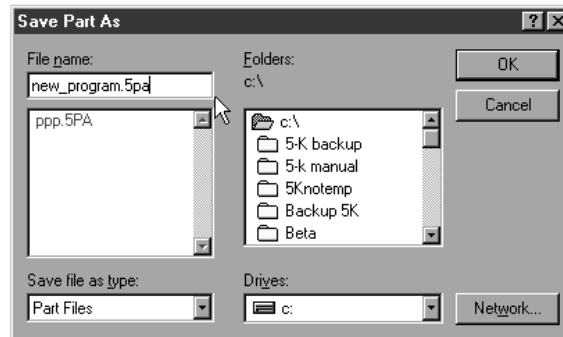 Save Part As
File name:
new_program.5pa
ppp.5PA
Save file as type:
Part Files
Folders:
c:\
c:\
5-K backup
5-k manual
5Knotemp
Backup 5K
Beta
Drives:
c:
OK
Cancel
Network...